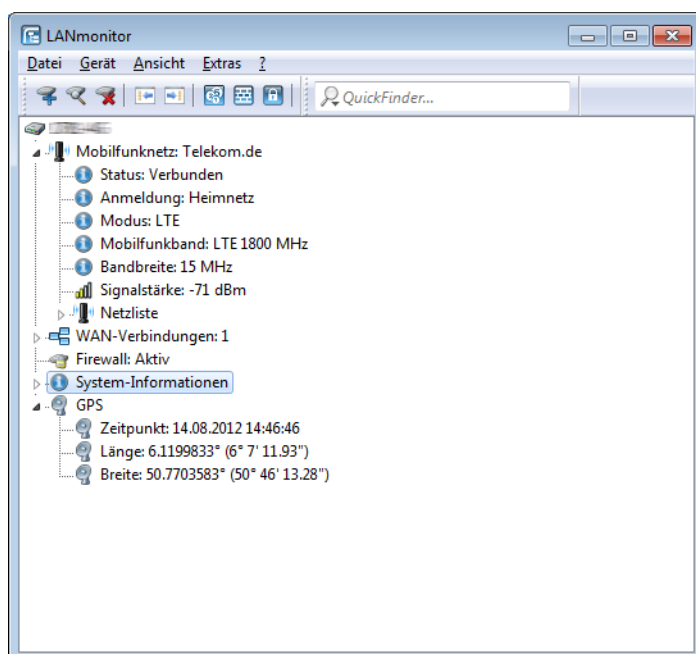 LANmonitor
Datei Gerät Ansicht Extras ?
QuickFinder...
Mobilfunknetz: Telekom.de
Status: Verbunden
Anmeldung: Heimnetz
Modus: LTE
Mobilfunkband: LTE 1800 MHz
Bandbreite: 15 MHz
Signalstärke: -71 dBm
Netzliste
WAN-Verbindungen: 1
Firewall: Aktiv
System-Informationen
GPS
Zeitpunkt: 14.08.2012 14:46:46
Länge: 6.1199833° (6° 7' 11.93")
Breite: 50.7703583° (50° 46' 13.28")